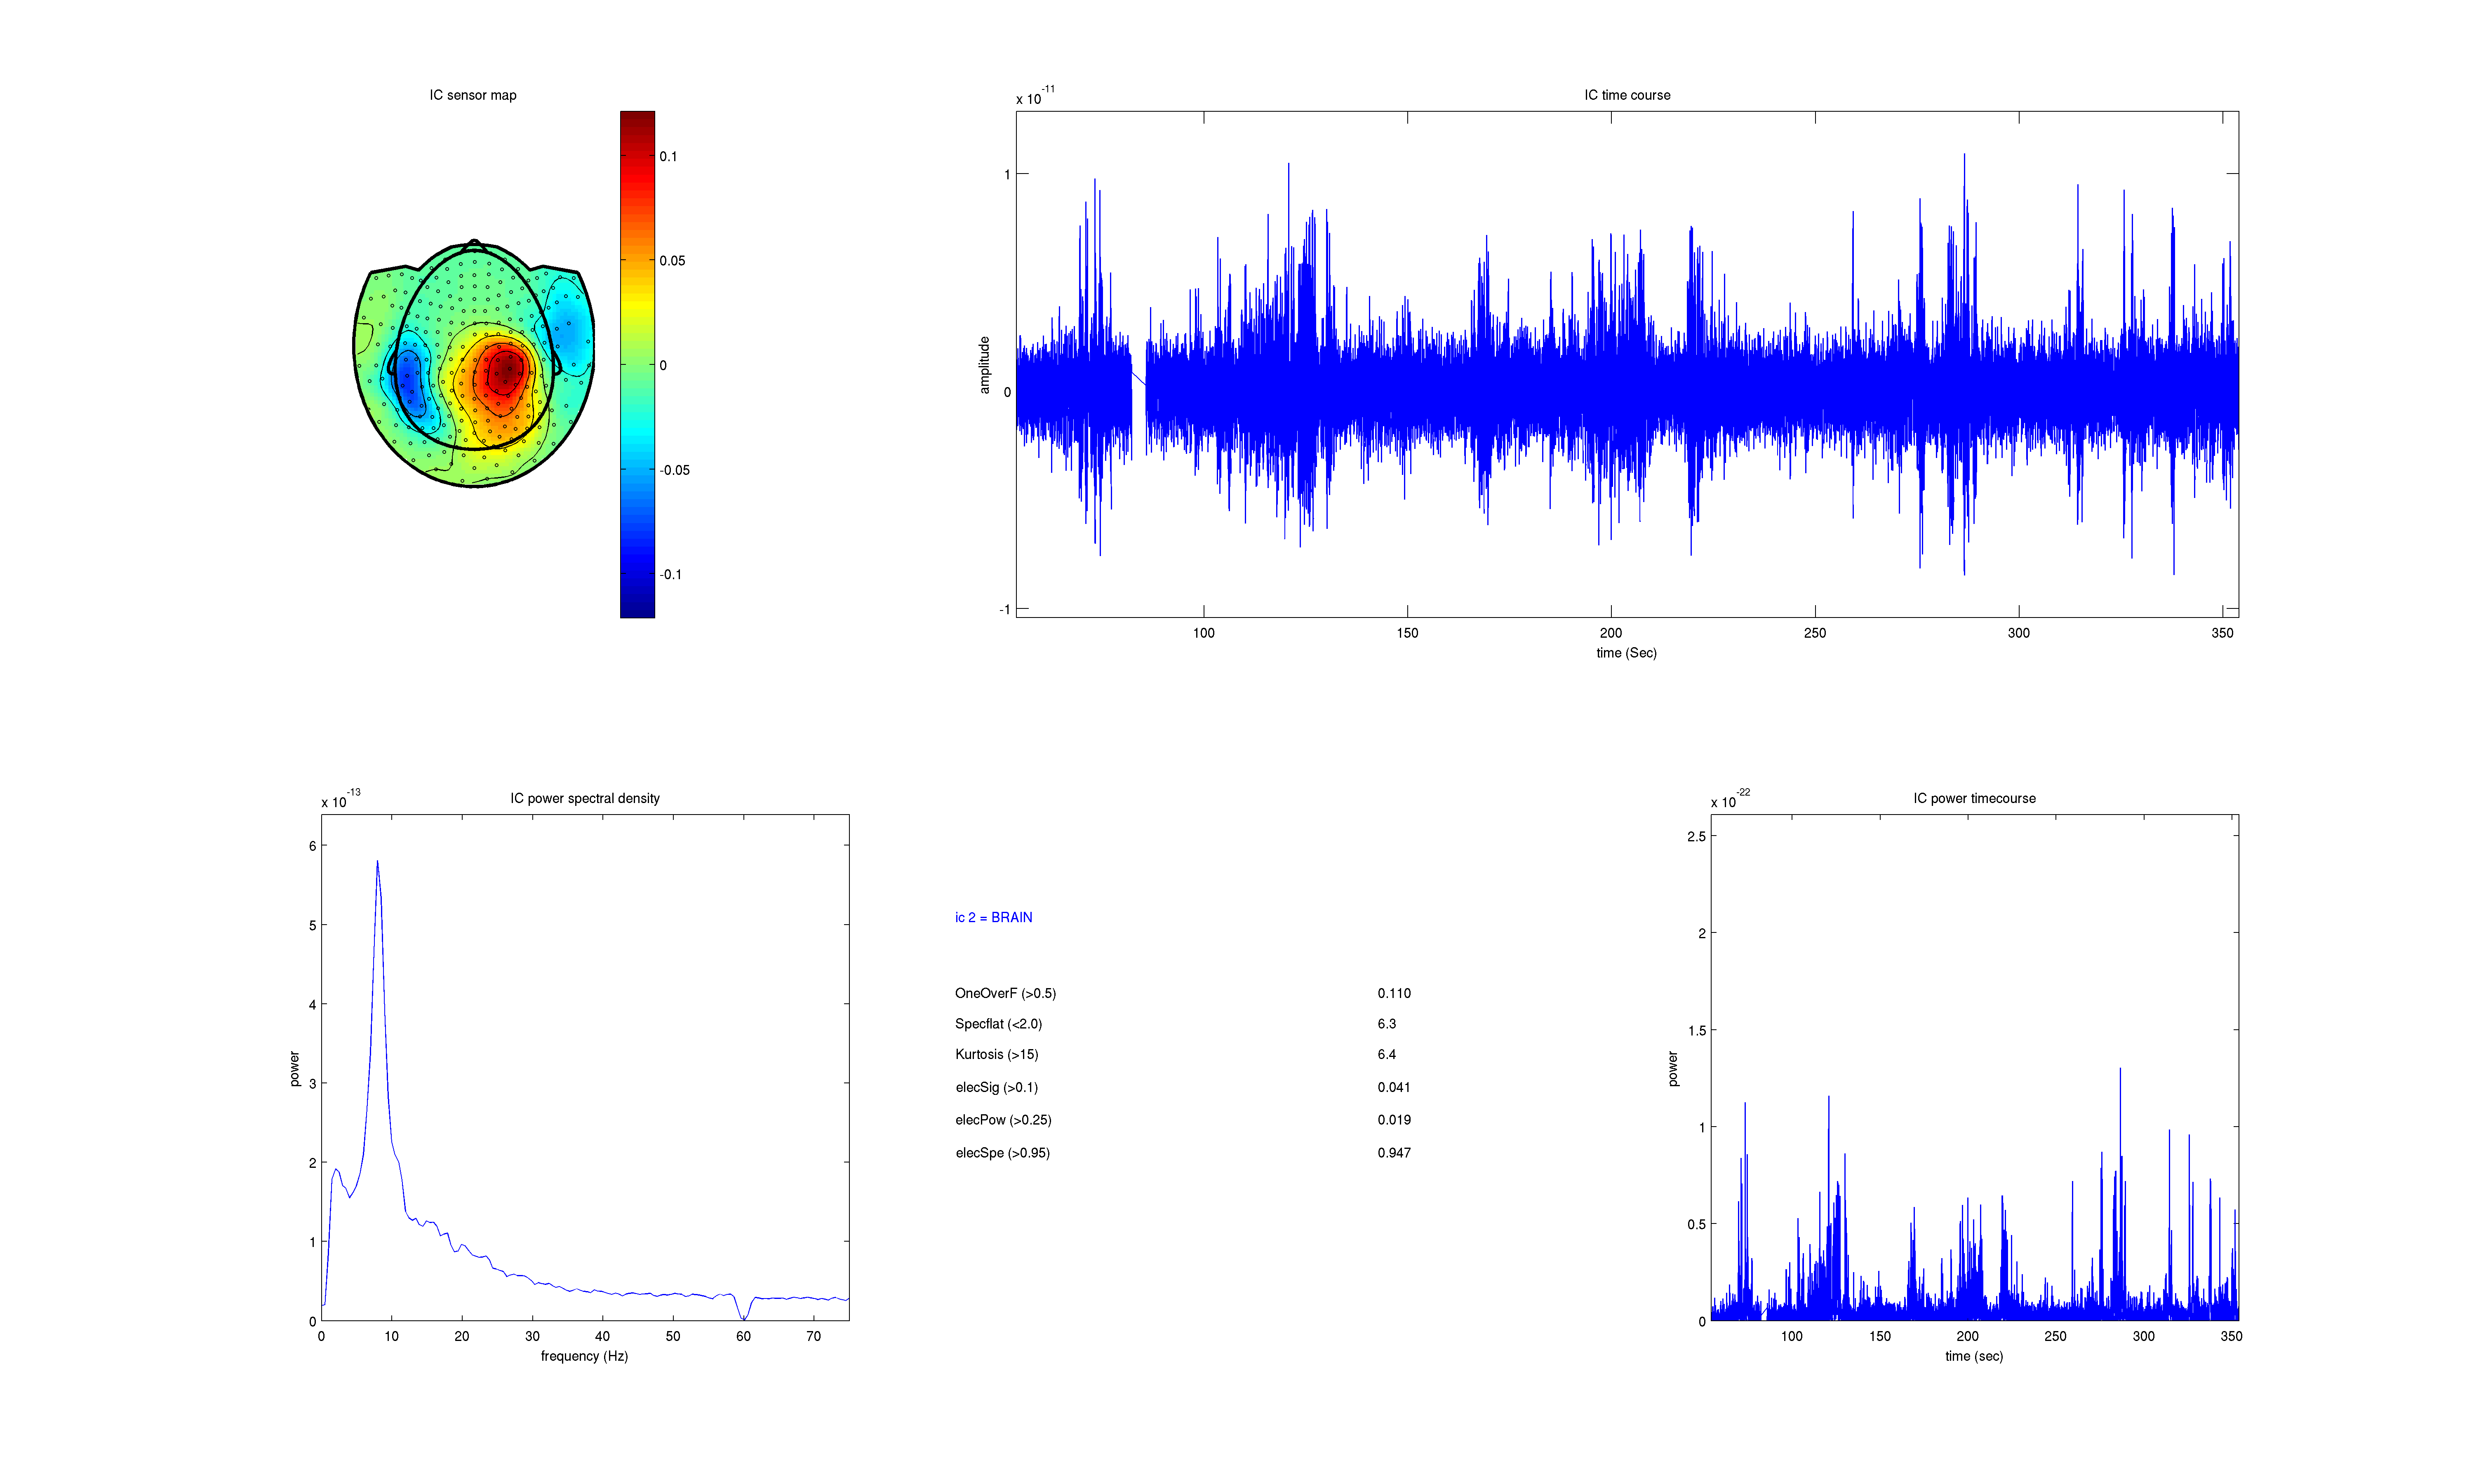 IC sensor map
0.1
0.05
0
-0.05
-0.1
IC time course
x 10-11
1
0
-1
amplitude
100 150 200 250 300 350
time (Sec)
IC power spectral density
x 10-13
6
5
4
3
2
1
0
power
0 10 20 30 40 50 60 70
frequency (Hz)
ic 2 = BRAIN
OneOverF (>0.5) 0.110
Specflat (<2.0) 6.3
Kurtosis (>15) 6.4
elecSig (>0.1) 0.041
elecPow (>0.25) 0.019
elecSpe (>0.95) 0.947
IC power timecourse
x 10-22
2.5
2
1.5
1
0.5
0
power
100 150 200 250 300 350
time (sec)